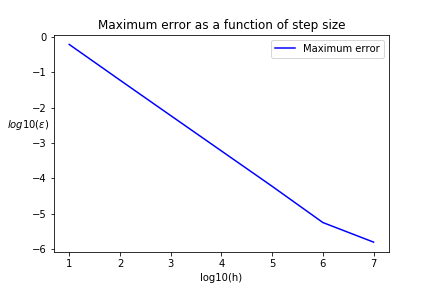 Maximum error as a function of step size
Maximum error
0
−1
−2
log10(ε)
−3
−4
−5
−6
1 2 3 4 5 6 7
log10(h)